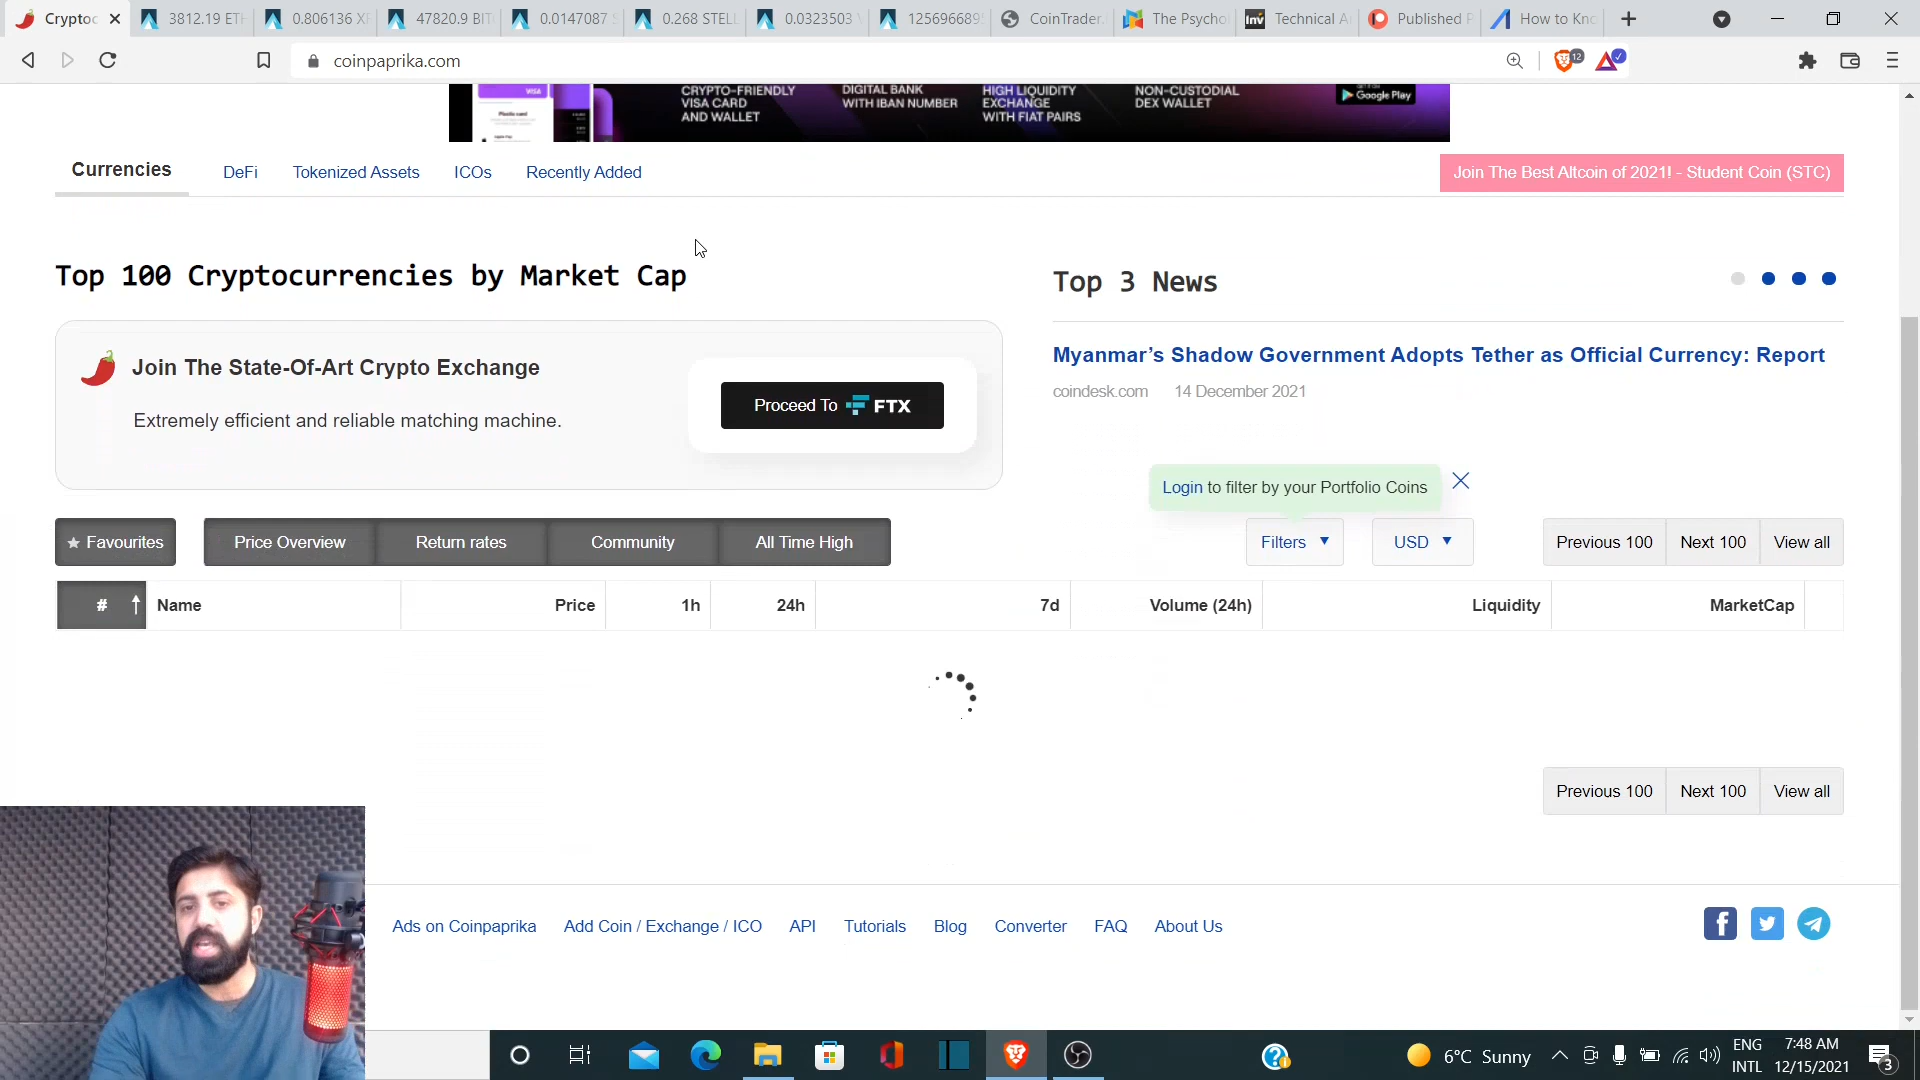 Cryptoc
3812.19 ETH
0.806136 XR
47820.9 BIT
0.0147087
0.268 STELL
0.0323503
125696689
CoinTrader.
The Psycho
Inv
Technical A
Published P
How to Kno
coinpaprika.com
12
VISA
Plastic card
CRYPTO-FRIENDLY
VISA CARD
AND WALLET
DIGITAL BANK
WITH IBAN NUMBER
HIGH LIQUIDITY
EXCHANGE
WITH FIAT PAIRS
NON-CUSTODIAL
DEX WALLET
Google Play
Currencies
DeFi
Tokenized Assets
ICOs
Recently Added
Join The Best Altcoin of 2021! - Student Coin (STC)
Top 100 Cryptocurrencies by Market Cap
Join The State-Of-Art Crypto Exchange
Extremely efficient and reliable matching machine.
Proceed To FTX
Top 3 News
Myanmar's Shadow Government Adopts Tether as Official Currency: Report
coindesk.com 14 December 2021
Login to filter by your Portfolio Coins
Favourites
Price Overview
Return rates
Community
All Time High
Filters
USD
Previous 100
Next 100
View all
#
Name
Price
1h
24h
7d
Volume (24h)
Liquidity
MarketCap
Previous 100
Next 100
View all
Ads on Coinpaprika
Add Coin / Exchange / ICO
API
Tutorials
Blog
Converter
FAQ
About Us
6°C Sunny
ENG
INTL
7:48 AM
12/15/2021
3